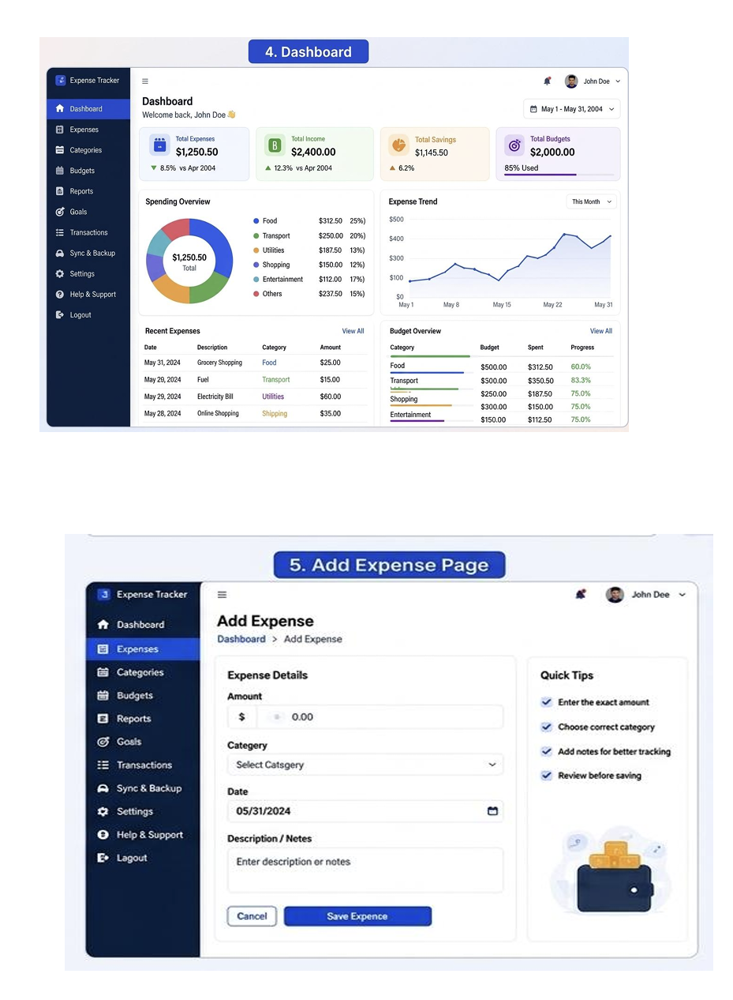 4. Dashboard
Expense Tracker
John Doe
Dashboard
Expenses
Categories
Budgets
Reports
Goals
Transactions
Sync & Backup
Settings
Help & Support
Logout
Dashboard
Welcome back, John Doe
May 1 - May 31, 2004
Total Expenses
$1,250.50
8.5% vs Apr 2004
Total Income
$2,400.00
12.3% vs Apr 2004
Total Savings
$1,145.50
6.2%
Total Budgets
$2,000.00
85% Used
Spending Overview
$1,250.50
Total
Food $312.50 25%)
Transport $250.00 20%)
Utilities $187.50 13%)
Shopping $150.00 12%)
Entertainment $112.00 17%)
Others $237.50 15%)
Expense Trend
This Month
$500
$400
$300
$100
$0
May 1 May 8 May 15 May 22 May 31
Recent Expenses View All
Date Description Category Amount
May 31, 2024 Grocery Shopping Food $25.00
May 29, 2024 Fuel Transport $15.00
May 29, 2024 Electricity Bill Utilities $60.00
May 28, 2024 Online Shopping Shipping $35.00
Budget Overview View All
Category Budget Spent Progress
Food $500.00 $312.50 60.0%
Transport $500.00 $350.50 83.3%
$250.00 $187.50 75.0%
Shopping $300.00 $150.00 75.0%
Entertainment $150.00 $112.50 75.0%
5. Add Expense Page
Expense Tracker
John Dee
Dashboard
Expenses
Categories
Budgets
Reports
Goals
Transactions
Sync & Backup
Settings
Help & Support
Lagout
Add Expense
Dashboard > Add Expense
Expense Details
Amount
$ 0.00
Categery
Select Catsgery
Date
05/31/2024
Description / Notes
Enter description or notes
Cancel
Save Expence
Quick Tips
Enter the exact amount
Choose correct category
Add notes for better tracking
Review before saving